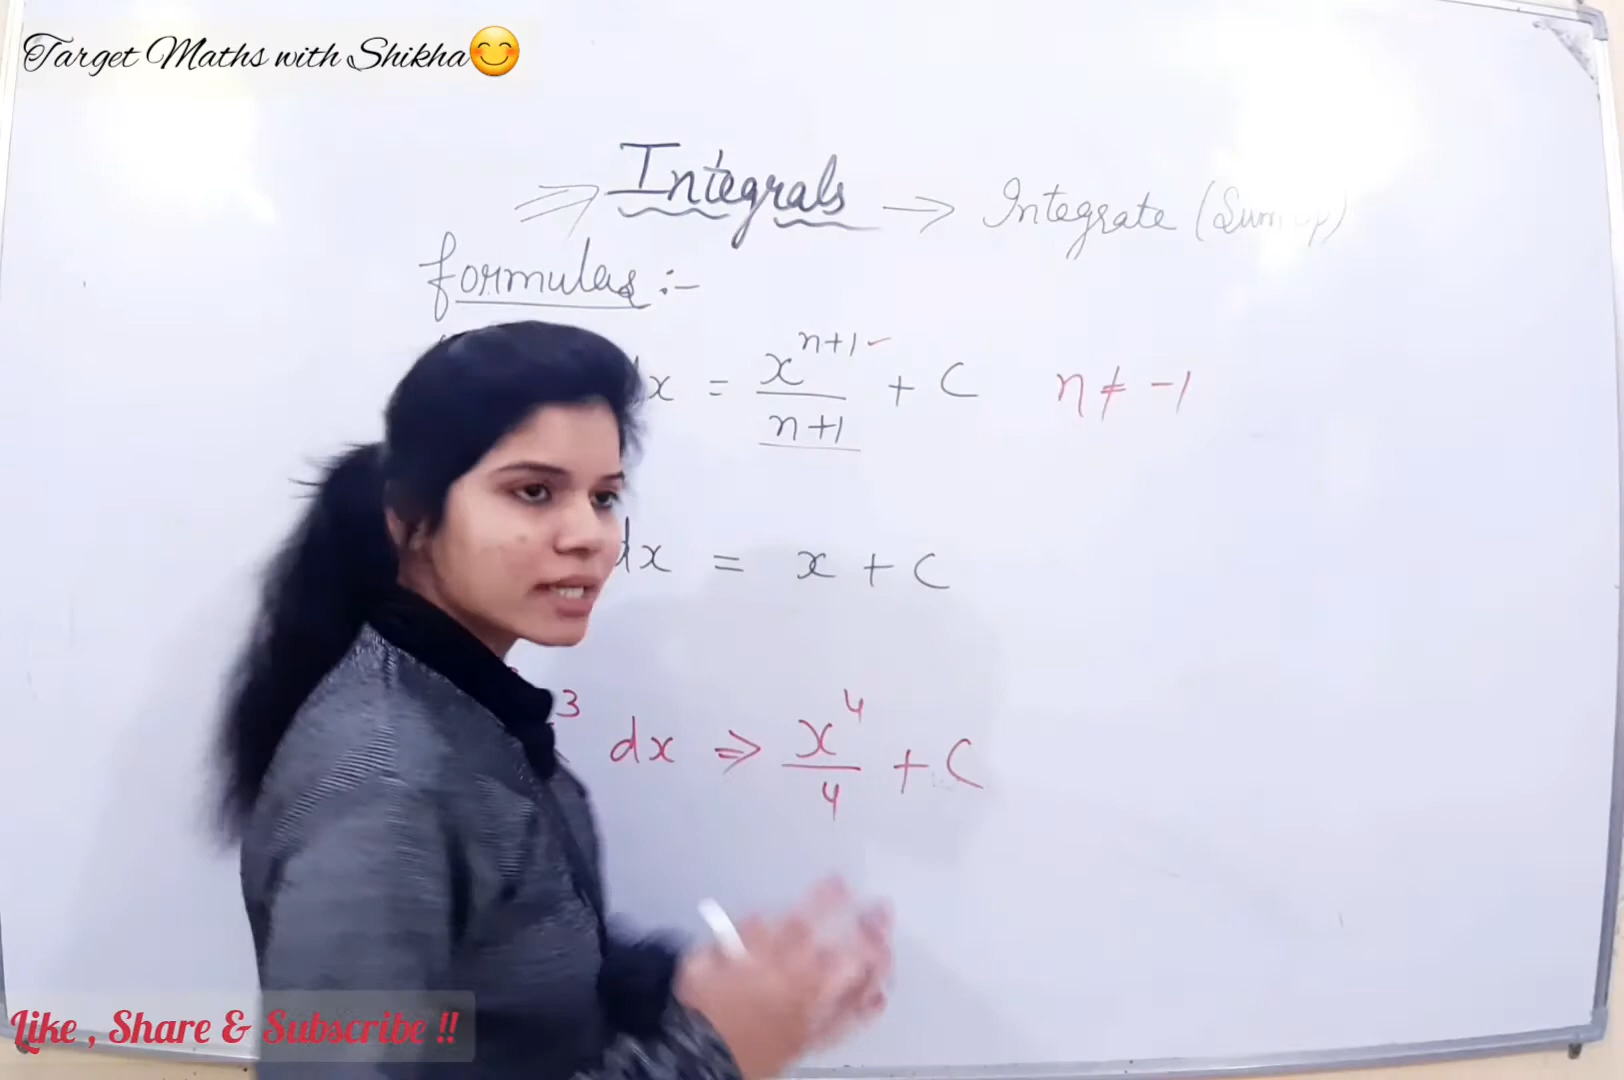 Target Maths with Shikha😊
⇒ Integrals → Integrate (Sum up)
formulas :-
dx = x^{n+1} / n+1 + C n ≠ -1
dx = x + C
3 dx ⇒ x^4 / 4 + C
Like , Share & Subscribe !!